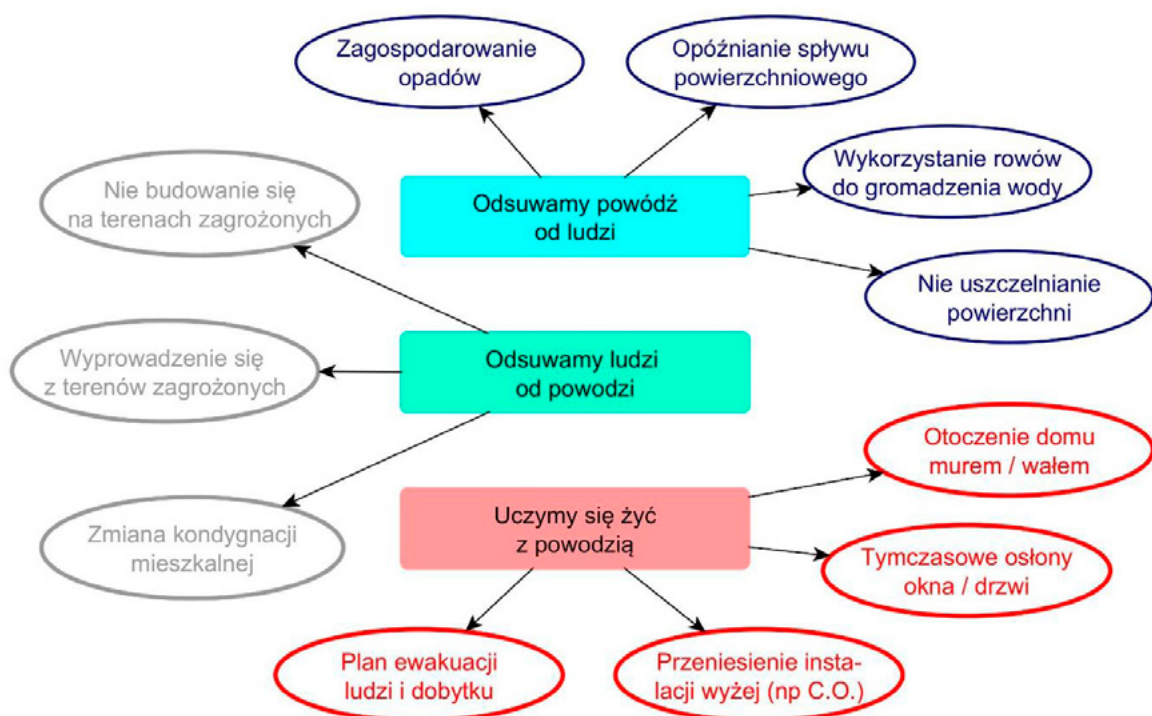 Zagospodarowanie
opadów
Opóźnianie spływu
powierzchniowego
Wykorzystanie rowów
do gromadzenia wody
Nie budowanie się
na terenach zagrożonych
Odsuwamy powódź
od ludzi
Nie uszczelnianie
powierzchni
Wyprowadzenie się
z terenów zagrożonych
Odsuwamy ludzi
od powodzi
Otoczenie domu
murem / wałem
Zmiana kondygnacji
mieszkalnej
Uczymy się żyć
z powodzią
Tymczasowe osłony
okna / drzwi
Plan ewakuacji
ludzi i dobytku
Przeniesienie insta-
lacji wyżej (np C.O.)